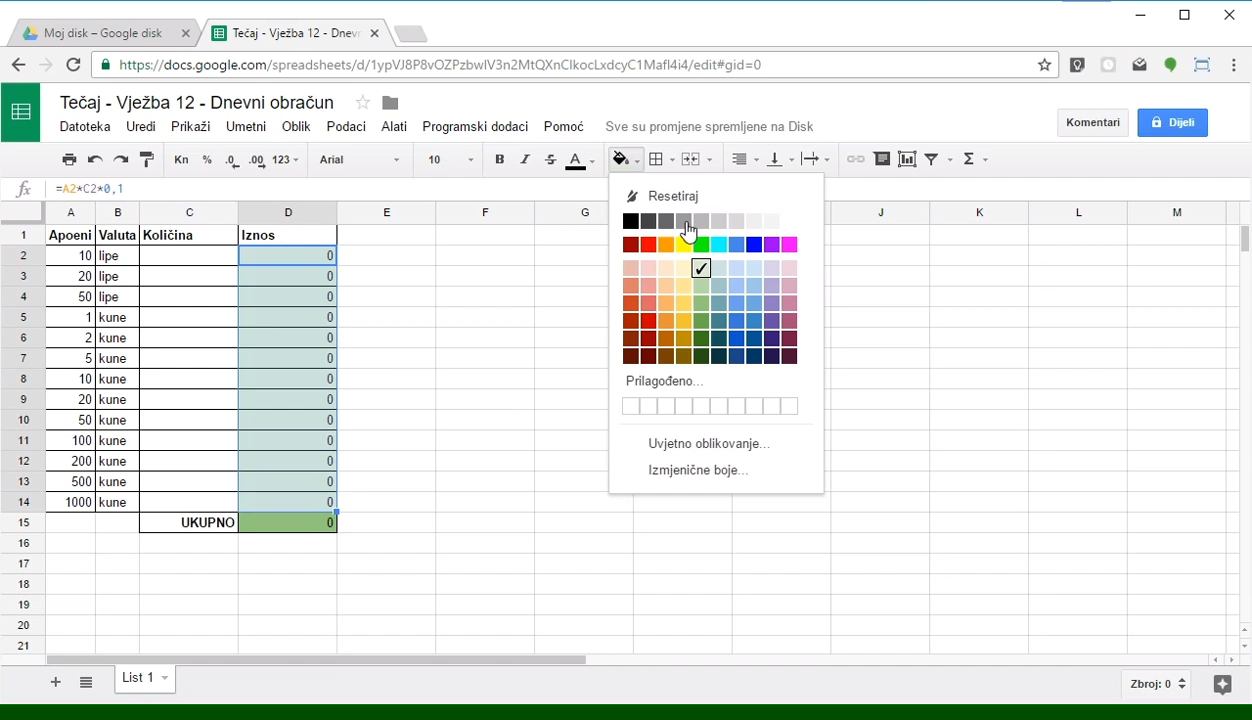 Moj disk – Google disk
Tečaj - Vježba 12 - Dnev
https://docs.google.com/spreadsheets/d/1ypVJ8P8vOZPzbwIV3n2MtQXnClkocLxdcyC1Mafl4i4/edit#gid=0
Tečaj - Vježba 12 - Dnevni obračun
Datoteka Uredi Prikaži Umetni Oblik Podaci Alati Programski dodaci Pomoć Sve su promjene spremljene na Disk
Komentari Dijeli
Kn % .0 .00 123 Arial 10 B I S A
fx =A2*C2*0,1
A B C D E F G J K L M
1 Apoeni Valuta Količina Iznos
2 10 lipe 0
3 20 lipe 0
4 50 lipe 0
5 1 kune 0
6 2 kune 0
7 5 kune 0
8 10 kune 0
9 20 kune 0
10 50 kune 0
11 100 kune 0
12 200 kune 0
13 500 kune 0
14 1000 kune 0
15 UKUPNO 0
16
17
18
19
20
21
Resetiraj
Prilagođeno...
Uvjetno oblikovanje...
Izmjenične boje...
List 1
Zbroj: 0